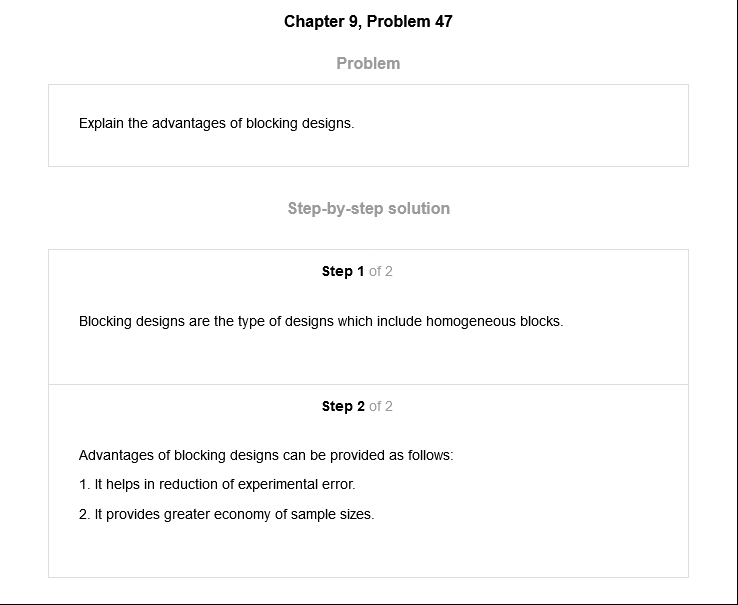 Chapter 9, Problem 47
Problem
Explain the advantages of blocking designs.
Step-by-step solution
Step 1 of 2
Blocking designs are the type of designs which include homogeneous blocks.
Step 2 of 2
Advantages of blocking designs can be provided as follows:
1. It helps in reduction of experimental error.
2. It provides greater economy of sample sizes.